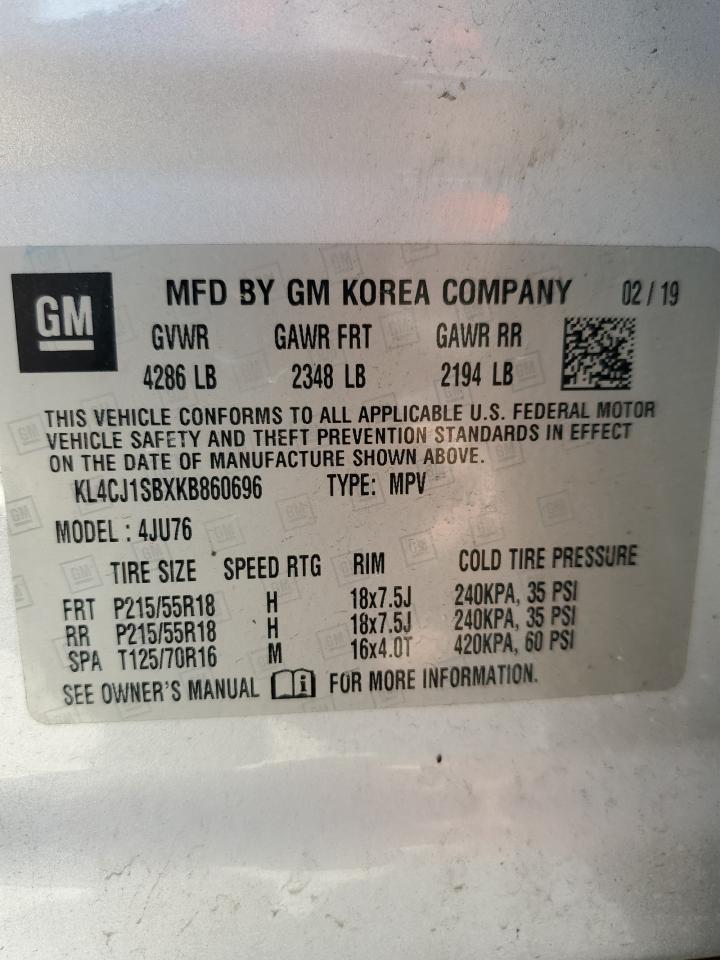 GM MFD BY GM KOREA COMPANY 02/19
GVWR GAWR FRT GAWR RR
4286 LB 2348 LB 2194 LB
THIS VEHICLE CONFORMS TO ALL APPLICABLE U.S. FEDERAL MOTOR
VEHICLE SAFETY AND THEFT PREVENTION STANDARDS IN EFFECT
ON THE DATE OF MANUFACTURE SHOWN ABOVE.
KL4CJ1SBXKB860696 TYPE: MPV
MODEL : 4JU76
TIRE SIZE SPEED RTG RIM COLD TIRE PRESSURE
FRT P215/55R18 H 18x7.5J 240KPA, 35 PSI
RR P215/55R18 H 18x7.5J 240KPA, 35 PSI
SPA T125/70R16 M 16x4.0T 420KPA, 60 PSI
SEE OWNER'S MANUAL i FOR MORE INFORMATION.